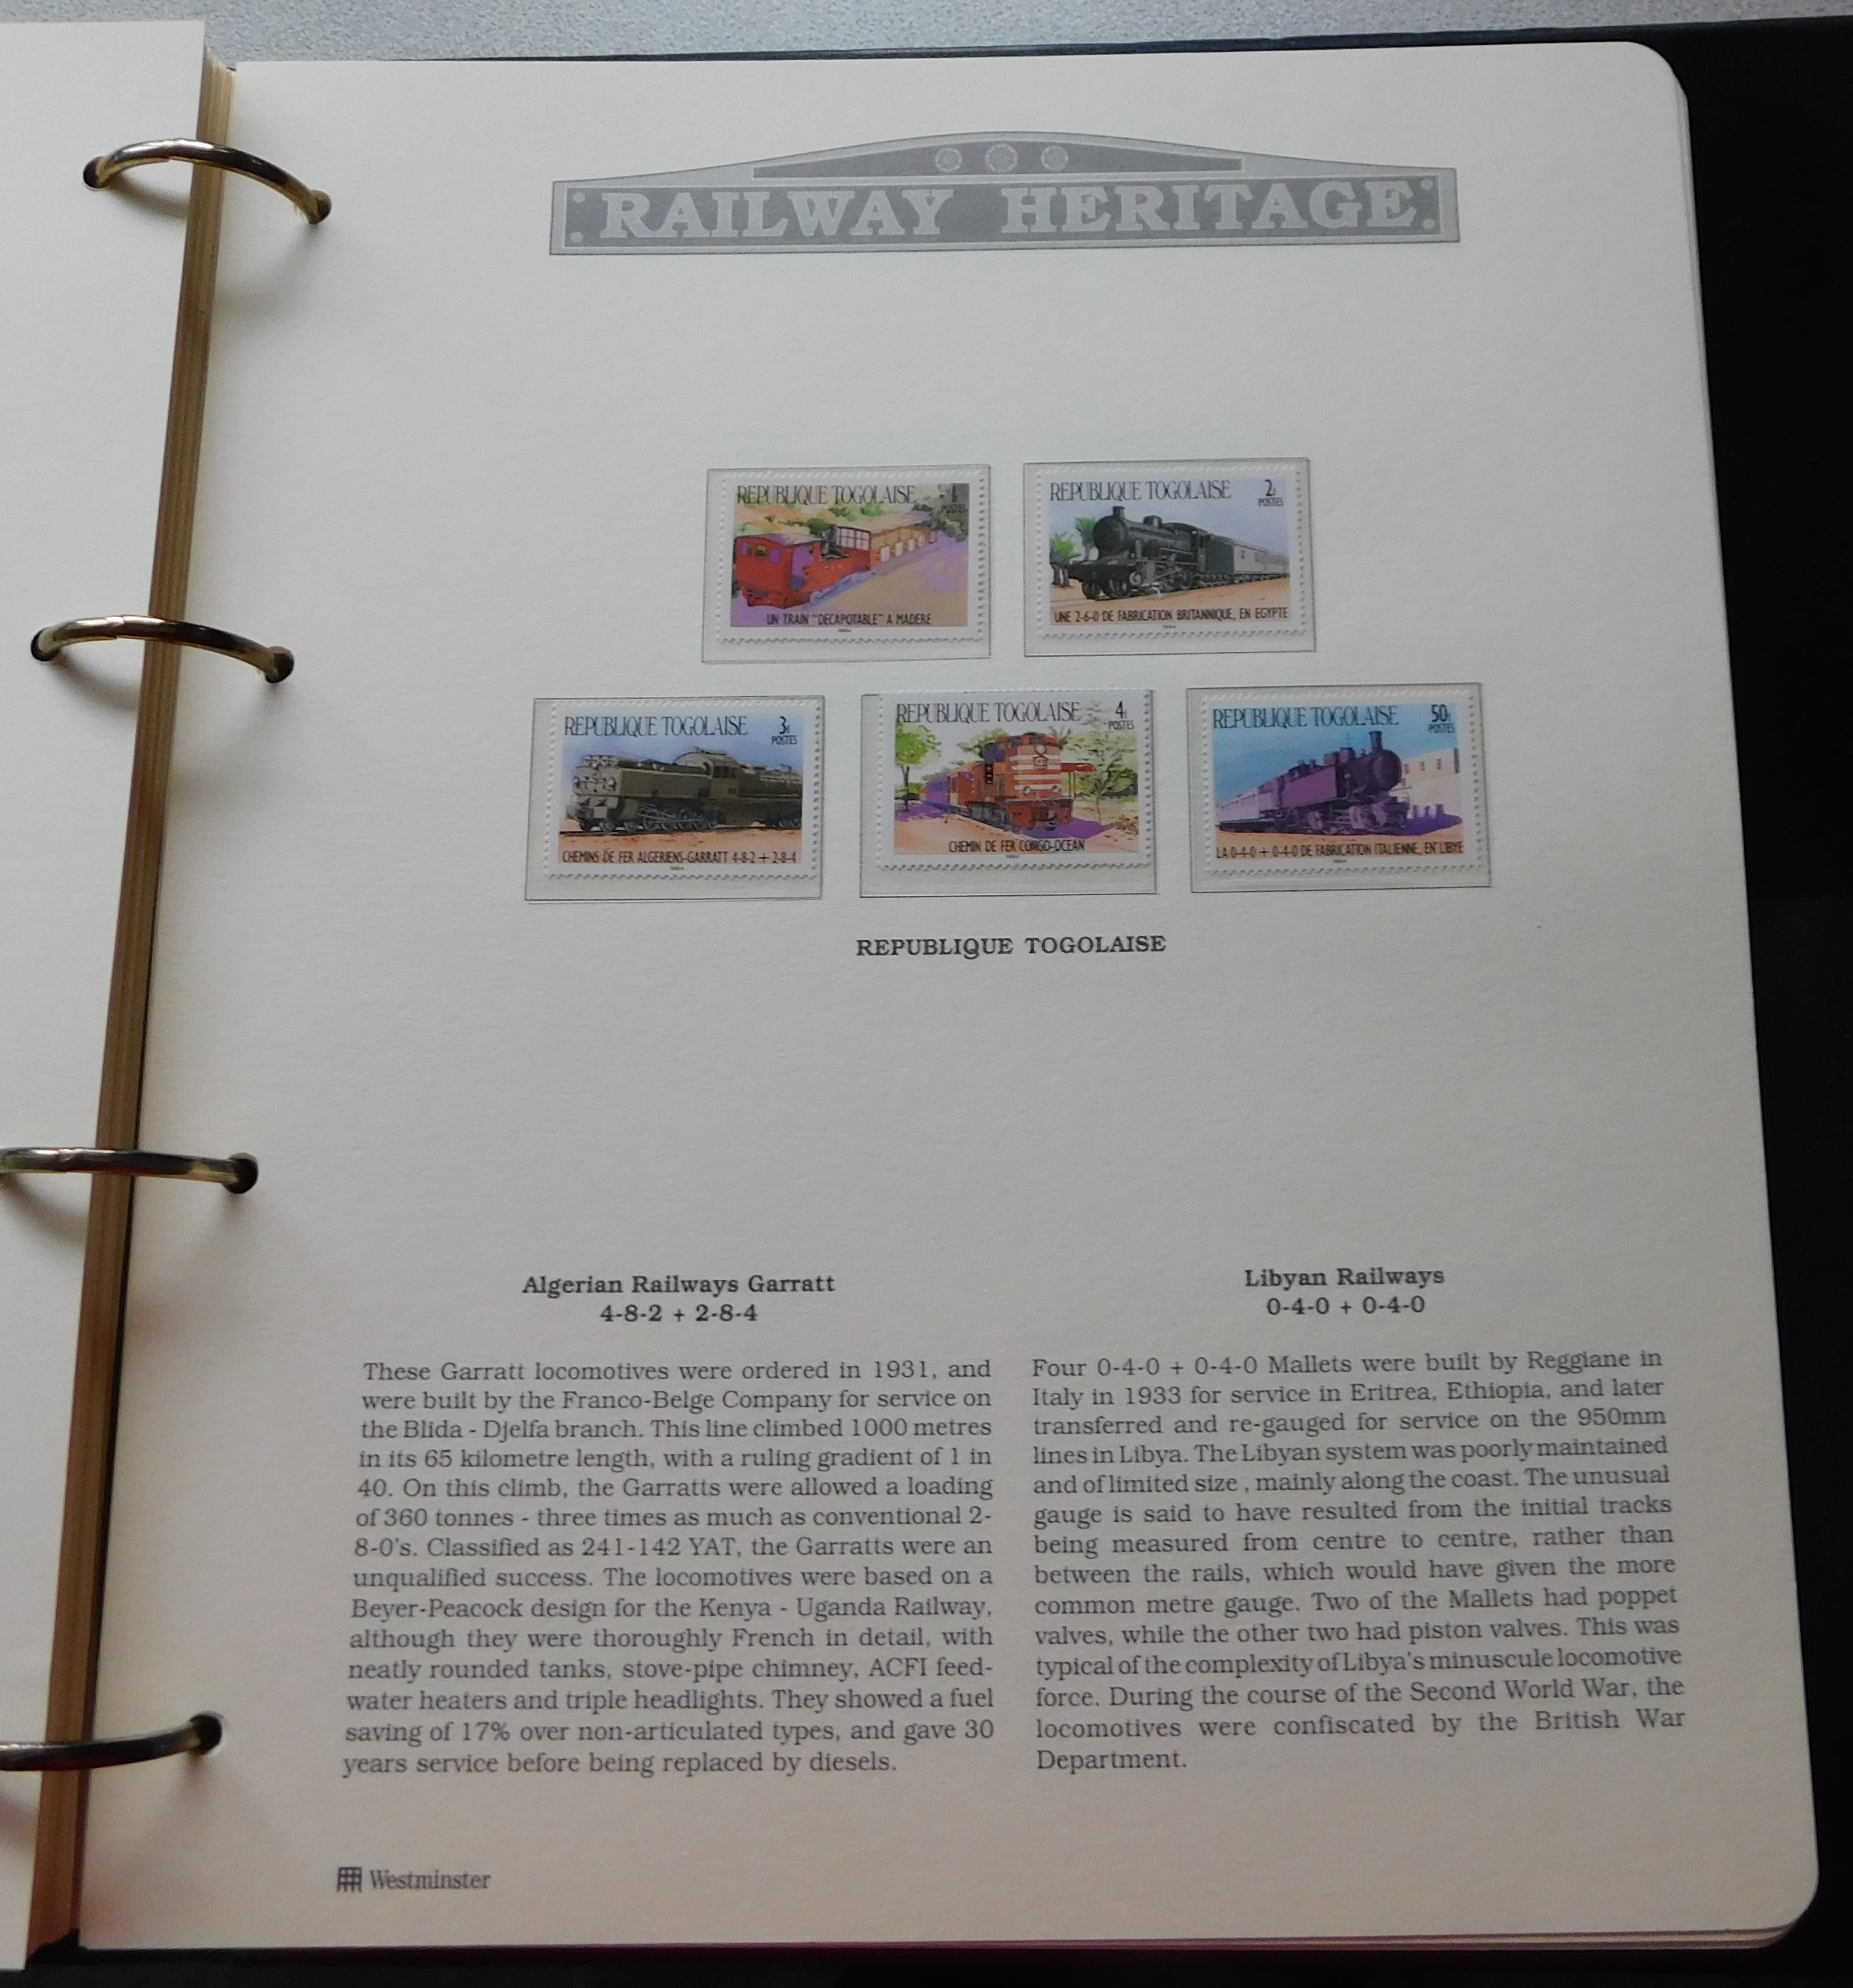 RAILWAY HERITAGE
REPUBLIQUE TOGOLAISE 1
POSTES
UN TRAIN "DECAPOTABLE" A MADERE
1984
REPUBLIQUE TOGOLAISE 2f
POSTES
UNE 2-6-0 DE FABRICATION BRITANNIQUE, EN EGYPTE
1984
REPUBLIQUE TOGOLAISE 3f
POSTES
CHEMINS DE FER ALGERIENS-GARRATT 4-8-2 + 2-8-4
1984
REPUBLIQUE TOGOLAISE 4f
POSTES
CHEMIN DE FER CONGO-OCEAN
1984
REPUBLIQUE TOGOLAISE 50f
POSTES
LA 0-4-0 + 0-4-0 DE FABRICATION ITALIENNE, EN LIBYE
1984
REPUBLIQUE TOGOLAISE
Algerian Railways Garratt
4-8-2 + 2-8-4
These Garratt locomotives were ordered in 1931, and
were built by the Franco-Belge Company for service on
the Blida - Djelfa branch. This line climbed 1000 metres
in its 65 kilometre length, with a ruling gradient of 1 in
40. On this climb, the Garratts were allowed a loading
of 360 tonnes - three times as much as conventional 2-
8-0's. Classified as 241-142 YAT, the Garratts were an
unqualified success. The locomotives were based on a
Beyer-Peacock design for the Kenya - Uganda Railway,
although they were thoroughly French in detail, with
neatly rounded tanks, stove-pipe chimney, ACFI feed-
water heaters and triple headlights. They showed a fuel
saving of 17% over non-articulated types, and gave 30
years service before being replaced by diesels.
Libyan Railways
0-4-0 + 0-4-0
Four 0-4-0 + 0-4-0 Mallets were built by Reggiane in
Italy in 1933 for service in Eritrea, Ethiopia, and later
transferred and re-gauged for service on the 950mm
lines in Libya. The Libyan system was poorly maintained
and of limited size , mainly along the coast. The unusual
gauge is said to have resulted from the initial tracks
being measured from centre to centre, rather than
between the rails, which would have given the more
common metre gauge. Two of the Mallets had poppet
valves, while the other two had piston valves. This was
typical of the complexity of Libya's minuscule locomotive
force. During the course of the Second World War, the
locomotives were confiscated by the British War
Department.
Westminster